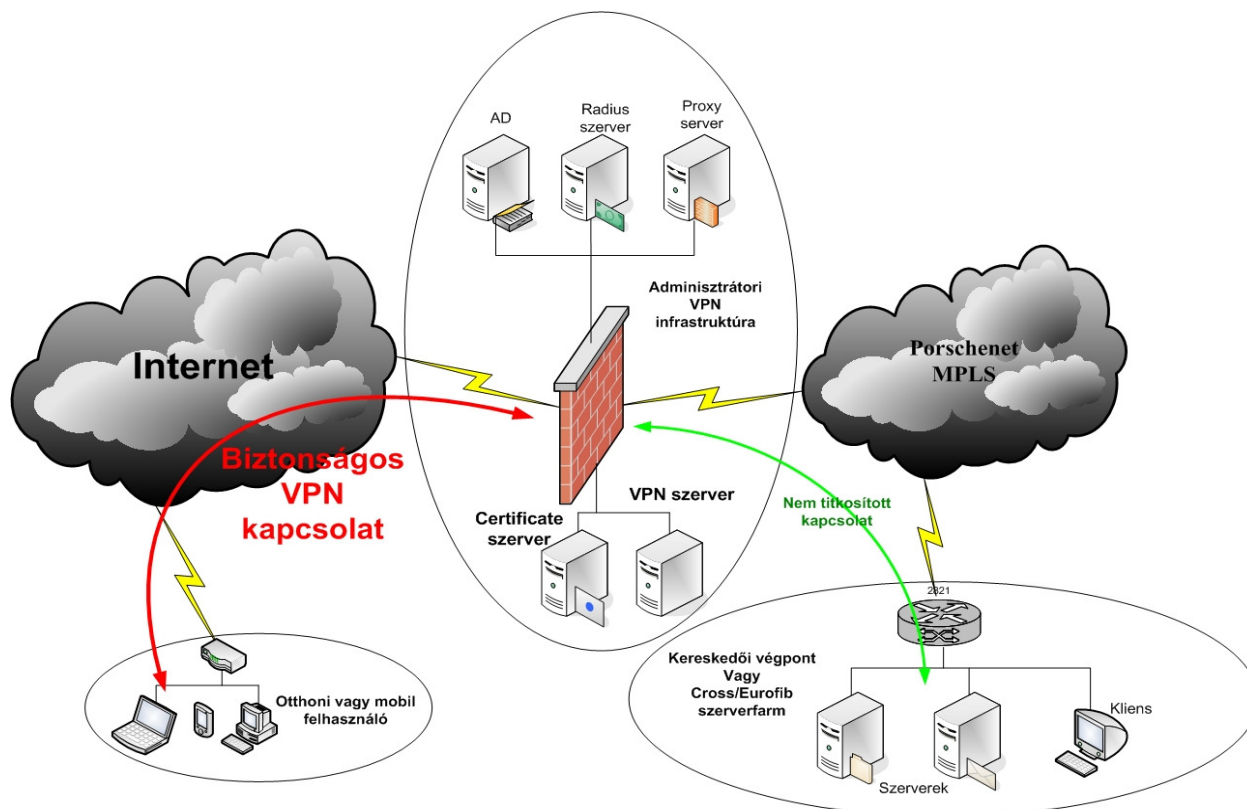 AD
Radius
szerver
Proxy
server
Adminisztrátori
VPN
infrastruktúra
Internet
Porschenet
MPLS
Biztonságos
VPN
kapcsolat
VPN szerver
Certificate
szerver
Nem titkosított
kapcsolat
2821
Otthoni vagy mobil
felhasználó
Kereskedői végpont
Vagy
Cross/Eurofib
szerverfarm
Kliens
Szerverek